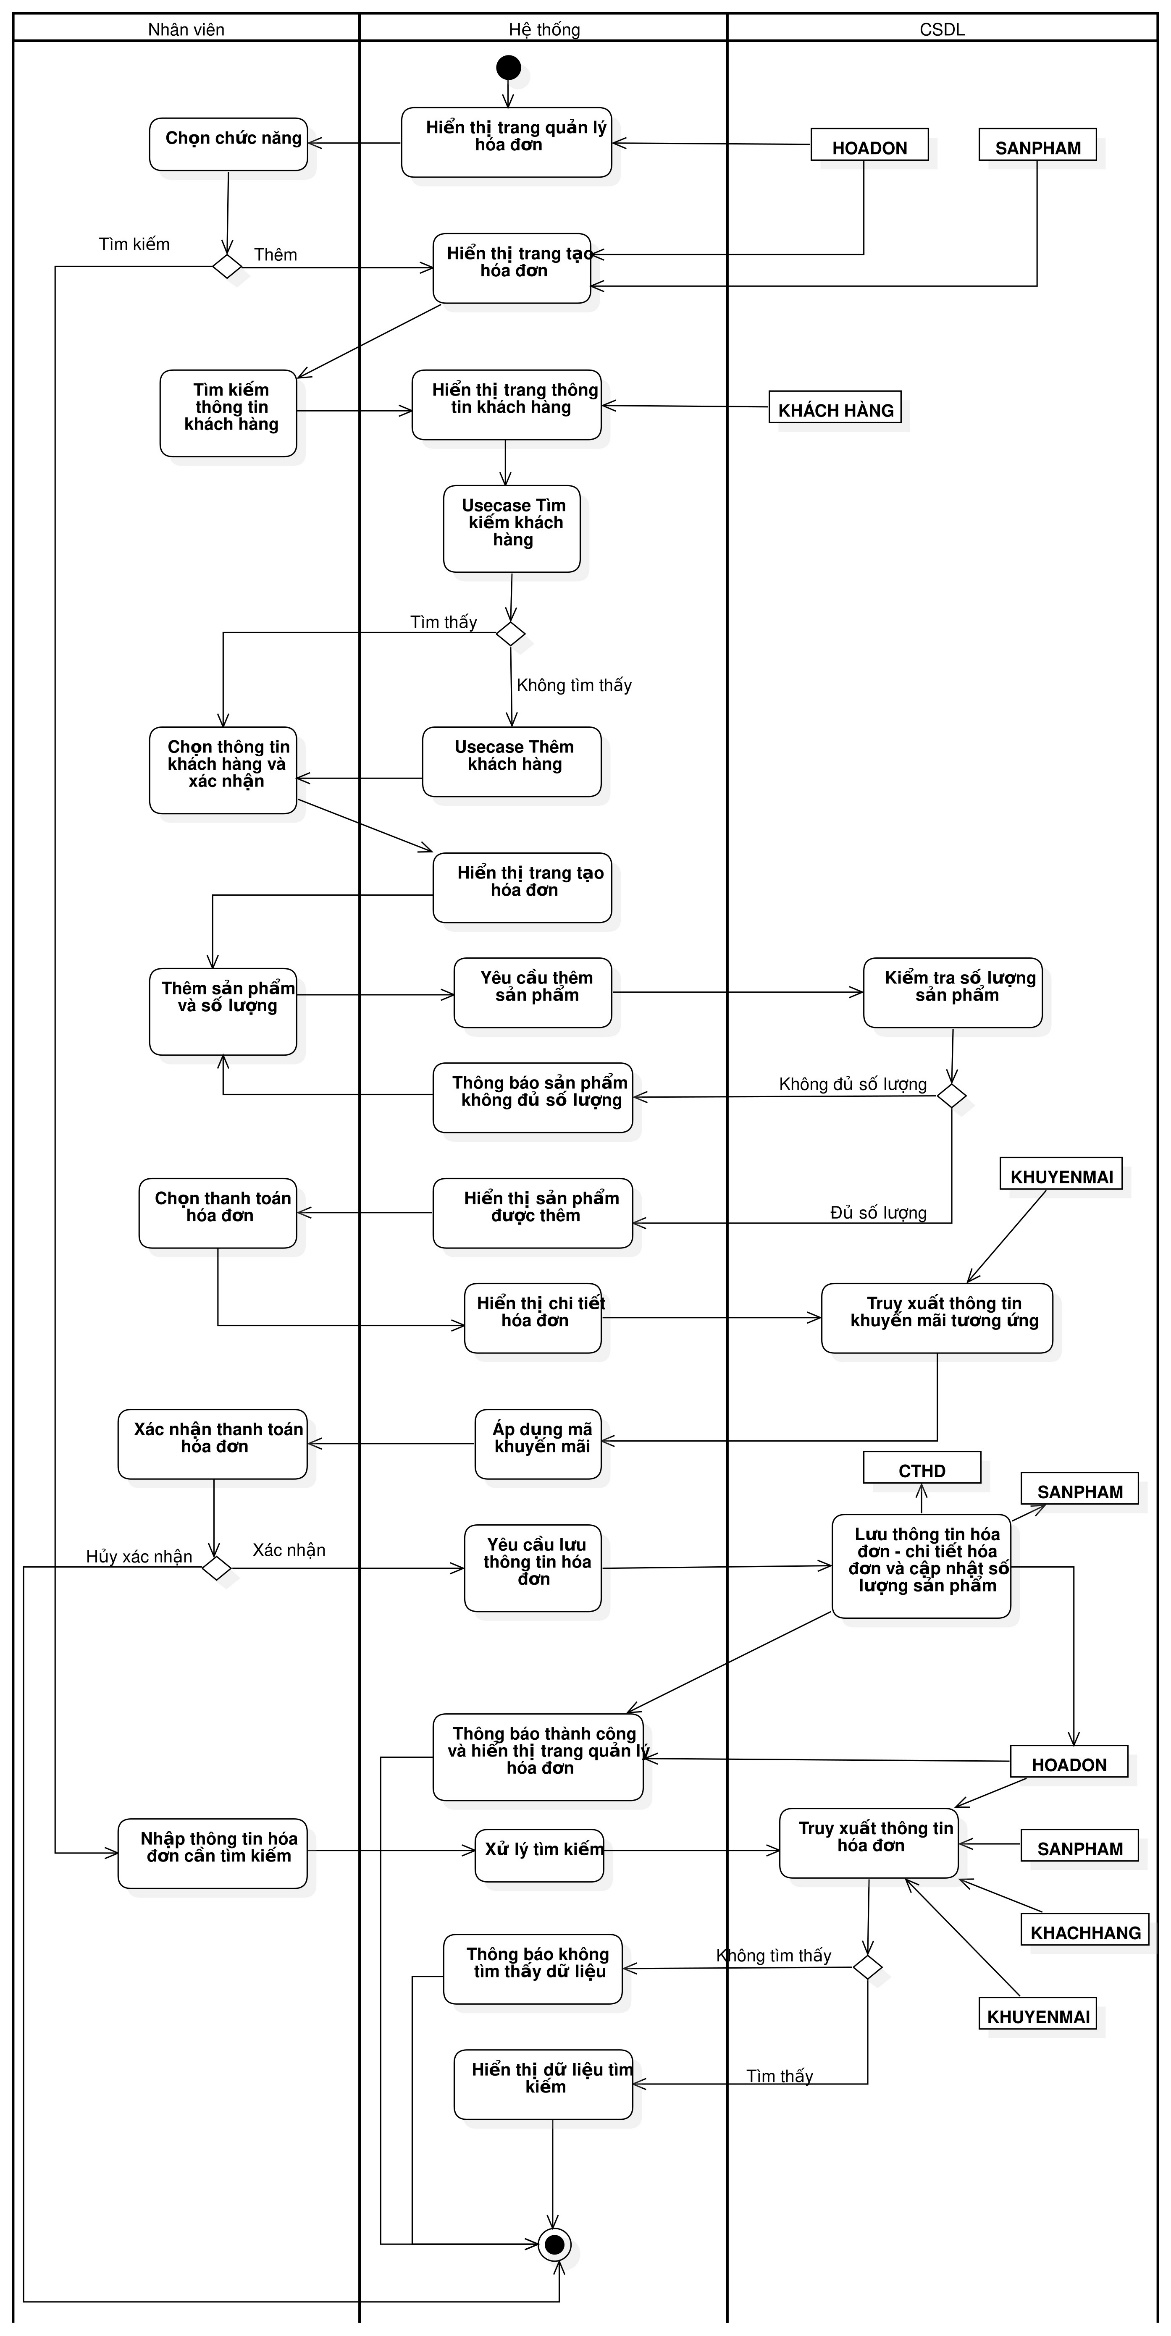 Nhân viên
Hệ thống
CSDL
Hiển thị trang quản lý
hóa đơn
Chọn chức năng
HOADON
SANPHAM
Tìm kiếm
Thêm
Hiển thị trang tạo
hóa đơn
Tìm kiếm
thông tin
khách hàng
Hiển thị trang thông
tin khách hàng
KHÁCH HÀNG
Usecase Tìm
kiếm khách
hàng
Tìm thấy
Không tìm thấy
Chọn thông tin
khách hàng và
xác nhận
Usecase Thêm
khách hàng
Hiển thị trang tạo
hóa đơn
Thêm sản phẩm
và số lượng
Yêu cầu thêm
sản phẩm
Kiểm tra số lượng
sản phẩm
Thông báo sản phẩm
không đủ số lượng
Không đủ số lượng
KHUYENMAI
Chọn thanh toán
hóa đơn
Hiển thị sản phẩm
được thêm
Đủ số lượng
Hiển thị chi tiết
hóa đơn
Truy xuất thông tin
khuyến mãi tương ứng
Xác nhận thanh toán
hóa đơn
Áp dụng mã
khuyến mãi
CTHD
SANPHAM
Hủy xác nhận
Xác nhận
Yêu cầu lưu
thông tin hóa
đơn
Lưu thông tin hóa
đơn - chi tiết hóa
đơn và cập nhật số
lượng sản phẩm
Thông báo thành công
và hiển thị trang quản lý
hóa đơn
HOADON
Nhập thông tin hóa
đơn cần tìm kiếm
Xử lý tìm kiếm
Truy xuất thông tin
hóa đơn
SANPHAM
KHACHHANG
Thông báo không
tìm thấy dữ liệu
Không tìm thấy
KHUYENMAI
Hiển thị dữ liệu tìm
kiếm
Tìm thấy